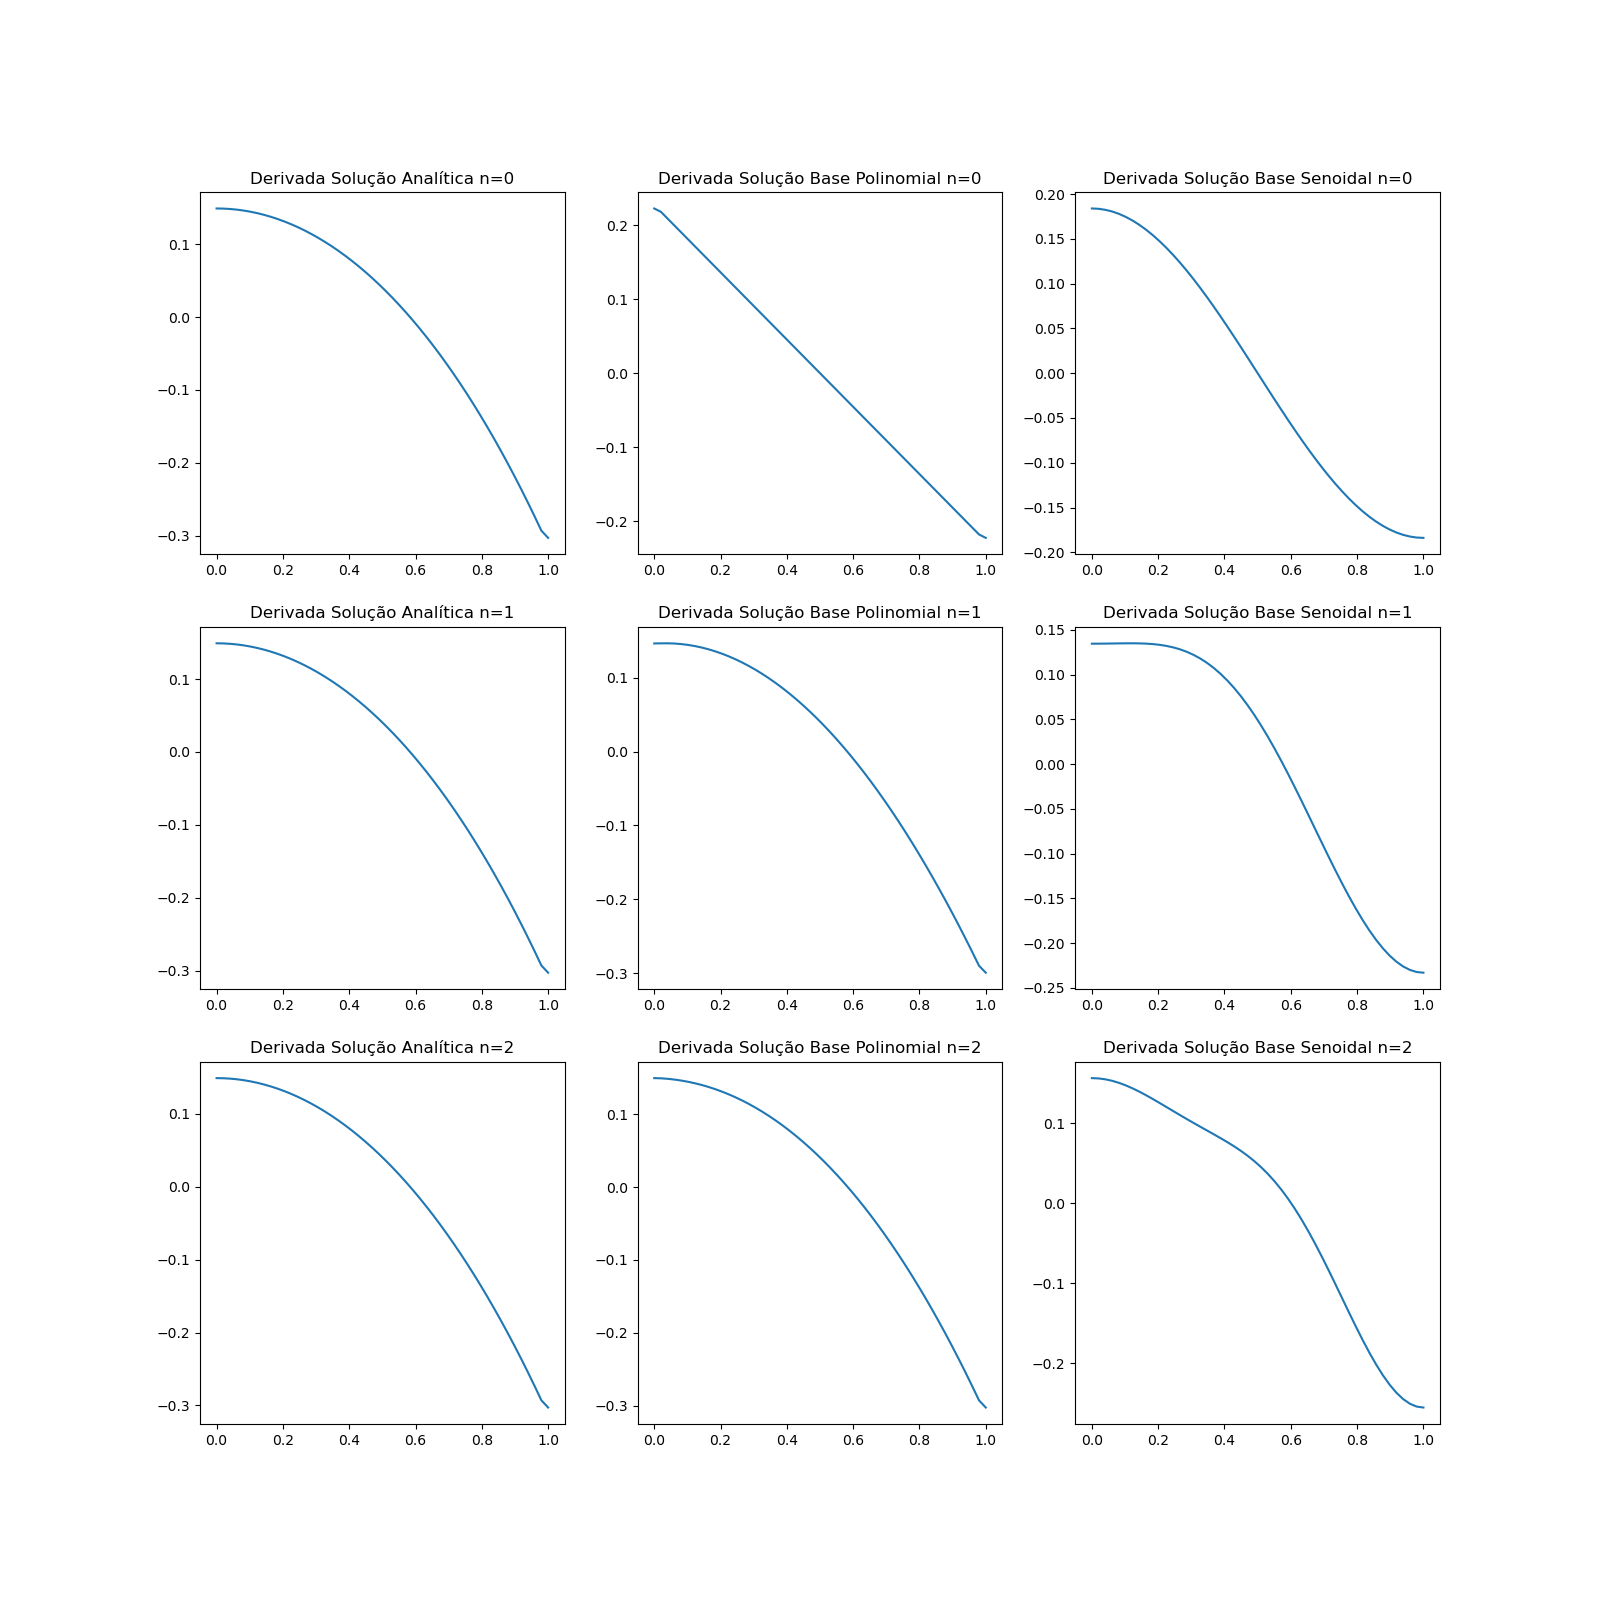 Derivada Solução Analítica n=0
Derivada Solução Base Polinomial n=0
Derivada Solução Base Senoidal n=0
0.1
0.0
−0.1
−0.2
−0.3
0.0 0.2 0.4 0.6 0.8 1.0
0.2
0.1
0.0
−0.1
−0.2
0.0 0.2 0.4 0.6 0.8 1.0
0.20
0.15
0.10
0.05
0.00
−0.05
−0.10
−0.15
−0.20
0.0 0.2 0.4 0.6 0.8 1.0
Derivada Solução Analítica n=1
Derivada Solução Base Polinomial n=1
Derivada Solução Base Senoidal n=1
0.1
0.0
−0.1
−0.2
−0.3
0.0 0.2 0.4 0.6 0.8 1.0
0.1
0.0
−0.1
−0.2
−0.3
0.0 0.2 0.4 0.6 0.8 1.0
0.15
0.10
0.05
0.00
−0.05
−0.10
−0.15
−0.20
−0.25
0.0 0.2 0.4 0.6 0.8 1.0
Derivada Solução Analítica n=2
Derivada Solução Base Polinomial n=2
Derivada Solução Base Senoidal n=2
0.1
0.0
−0.1
−0.2
−0.3
0.0 0.2 0.4 0.6 0.8 1.0
0.1
0.0
−0.1
−0.2
−0.3
0.0 0.2 0.4 0.6 0.8 1.0
0.1
0.0
−0.1
−0.2
0.0 0.2 0.4 0.6 0.8 1.0